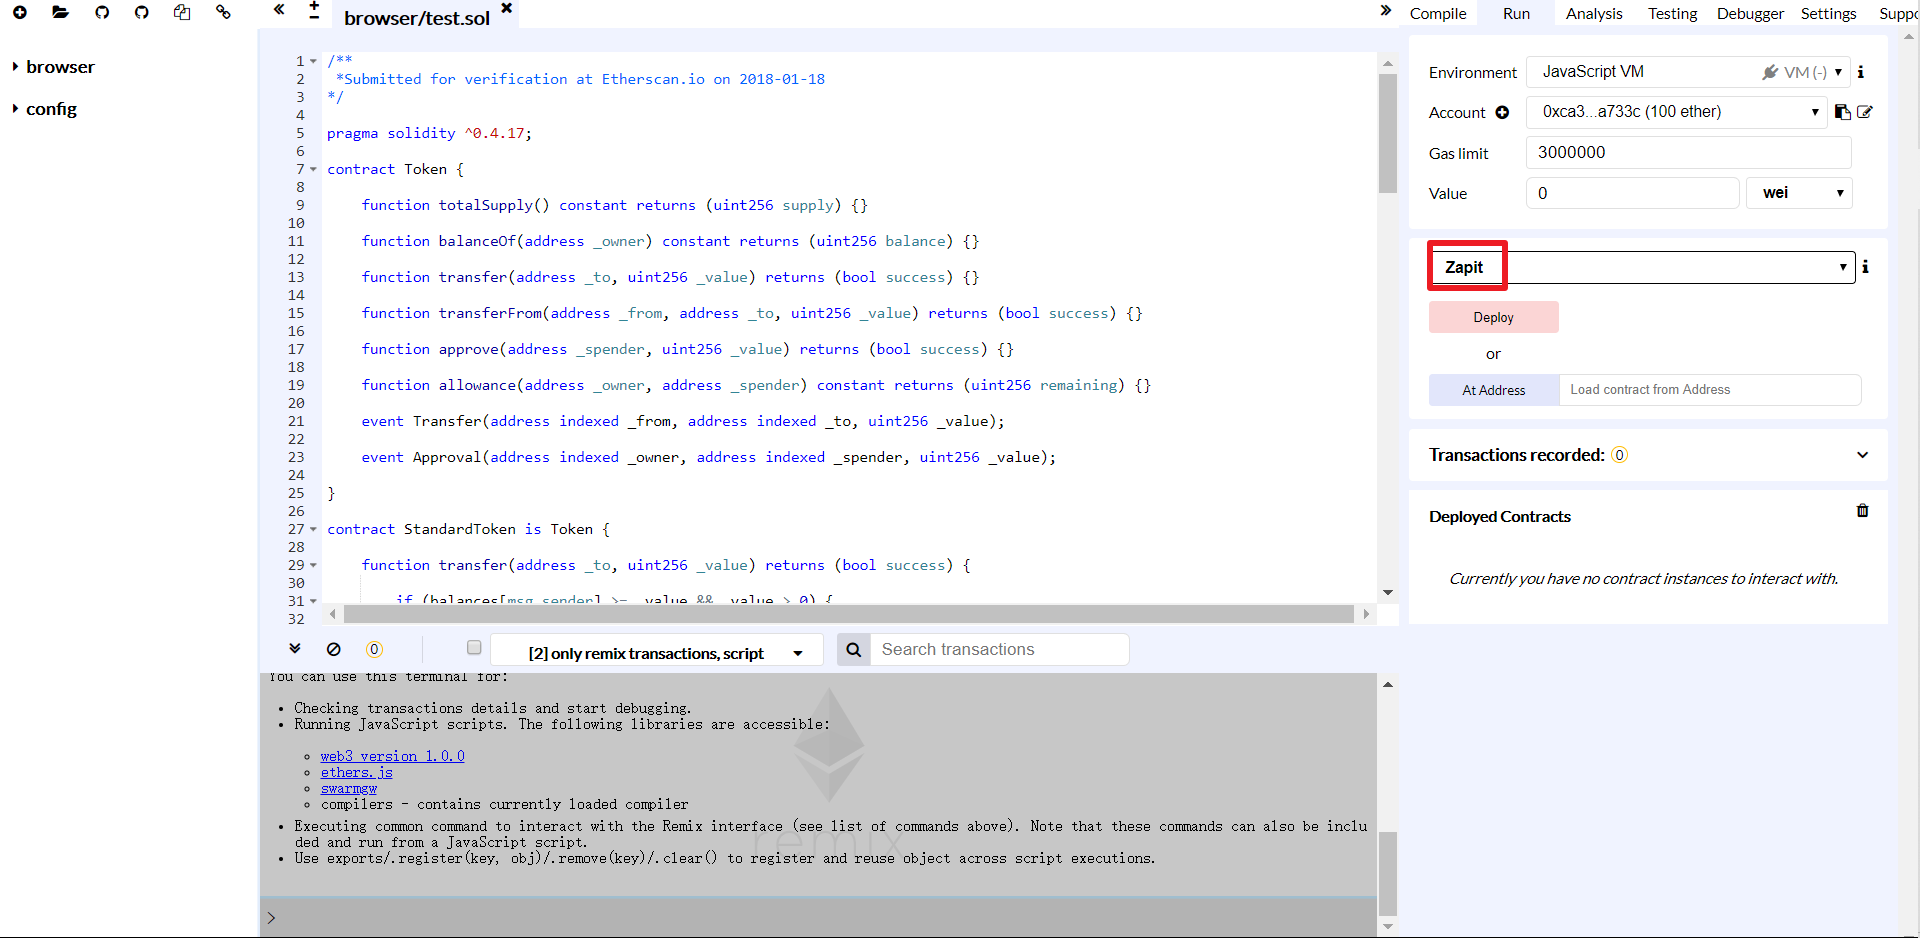 browser/test.sol
browser
config
1 /**
2 *Submitted for verification at Etherscan.io on 2018-01-18
3 */
4
5 pragma solidity ^0.4.17;
6
7 contract Token {
8
9 function totalSupply() constant returns (uint256 supply) {}
10
11 function balanceOf(address _owner) constant returns (uint256 balance) {}
12
13 function transfer(address _to, uint256 _value) returns (bool success) {}
14
15 function transferFrom(address _from, address _to, uint256 _value) returns (bool success) {}
16
17 function approve(address _spender, uint256 _value) returns (bool success) {}
18
19 function allowance(address _owner, address _spender) constant returns (uint256 remaining) {}
20
21 event Transfer(address indexed _from, address indexed _to, uint256 _value);
22
23 event Approval(address indexed _owner, address indexed _spender, uint256 _value);
24
25 }
26
27 contract StandardToken is Token {
28
29 function transfer(address _to, uint256 _value) returns (bool success) {
30
31 if (balances[msg.sender] >= _value && _value > 0) {
32
0
[2] only remix transactions, script
Search transactions
You can use this terminal for:
• Checking transactions details and start debugging.
• Running JavaScript scripts. The following libraries are accessible:
◦ web3 version 1.0.0
◦ ethers.js
◦ swarmgw
◦ compilers - contains currently loaded compiler
• Executing common command to interact with the Remix interface (see list of commands above). Note that these commands can also be inclu
ded and run from a JavaScript script.
• Use exports/.register(key, obj)/.remove(key)/.clear() to register and reuse object across script executions.
remix
>
Compile Run Analysis Testing Debugger Settings Suppo
Environment JavaScript VM VM (-)
Account 0xca3...a733c (100 ether)
Gas limit 3000000
Value 0 wei
Zapit
Deploy
or
At Address Load contract from Address
Transactions recorded: 0
Deployed Contracts
Currently you have no contract instances to interact with.